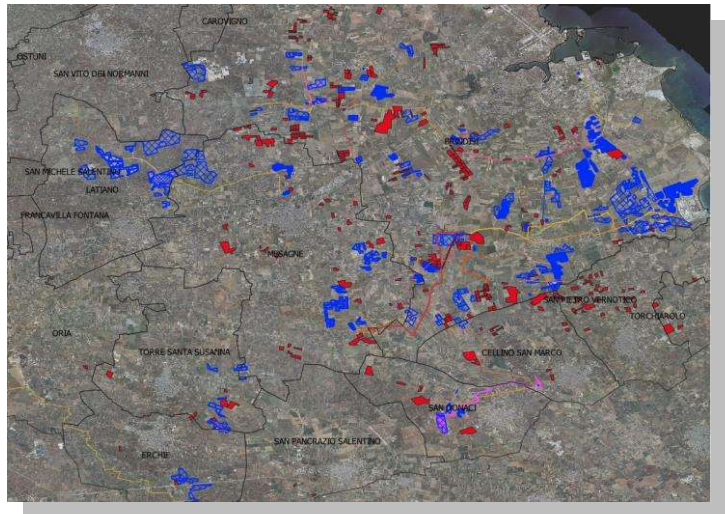 CAROVIGNO
OSTUNI
SAN VITO DEI NORMANNI
BRINDISI
SAN MICHELE SALENTINO
LATIANO
FRANCAVILLA FONTANA
MESAGNE
SAN PIETRO VERNOTICO
TORCHIAROLO
ORIA
TORRE SANTA SUSANNA
CELLINO SAN MARCO
SAN DONACI
SAN PANCRAZIO SALENTINO
ERCHIE